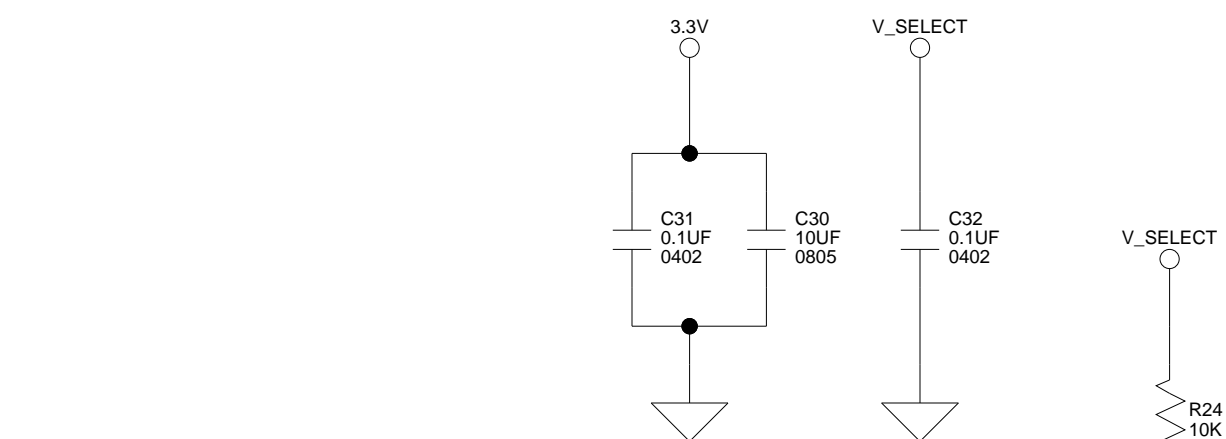 3.3V
V_SELECT
C31
0.1UF
0402
C30
10UF
0805
C32
0.1UF
0402
V_SELECT
R24
10K